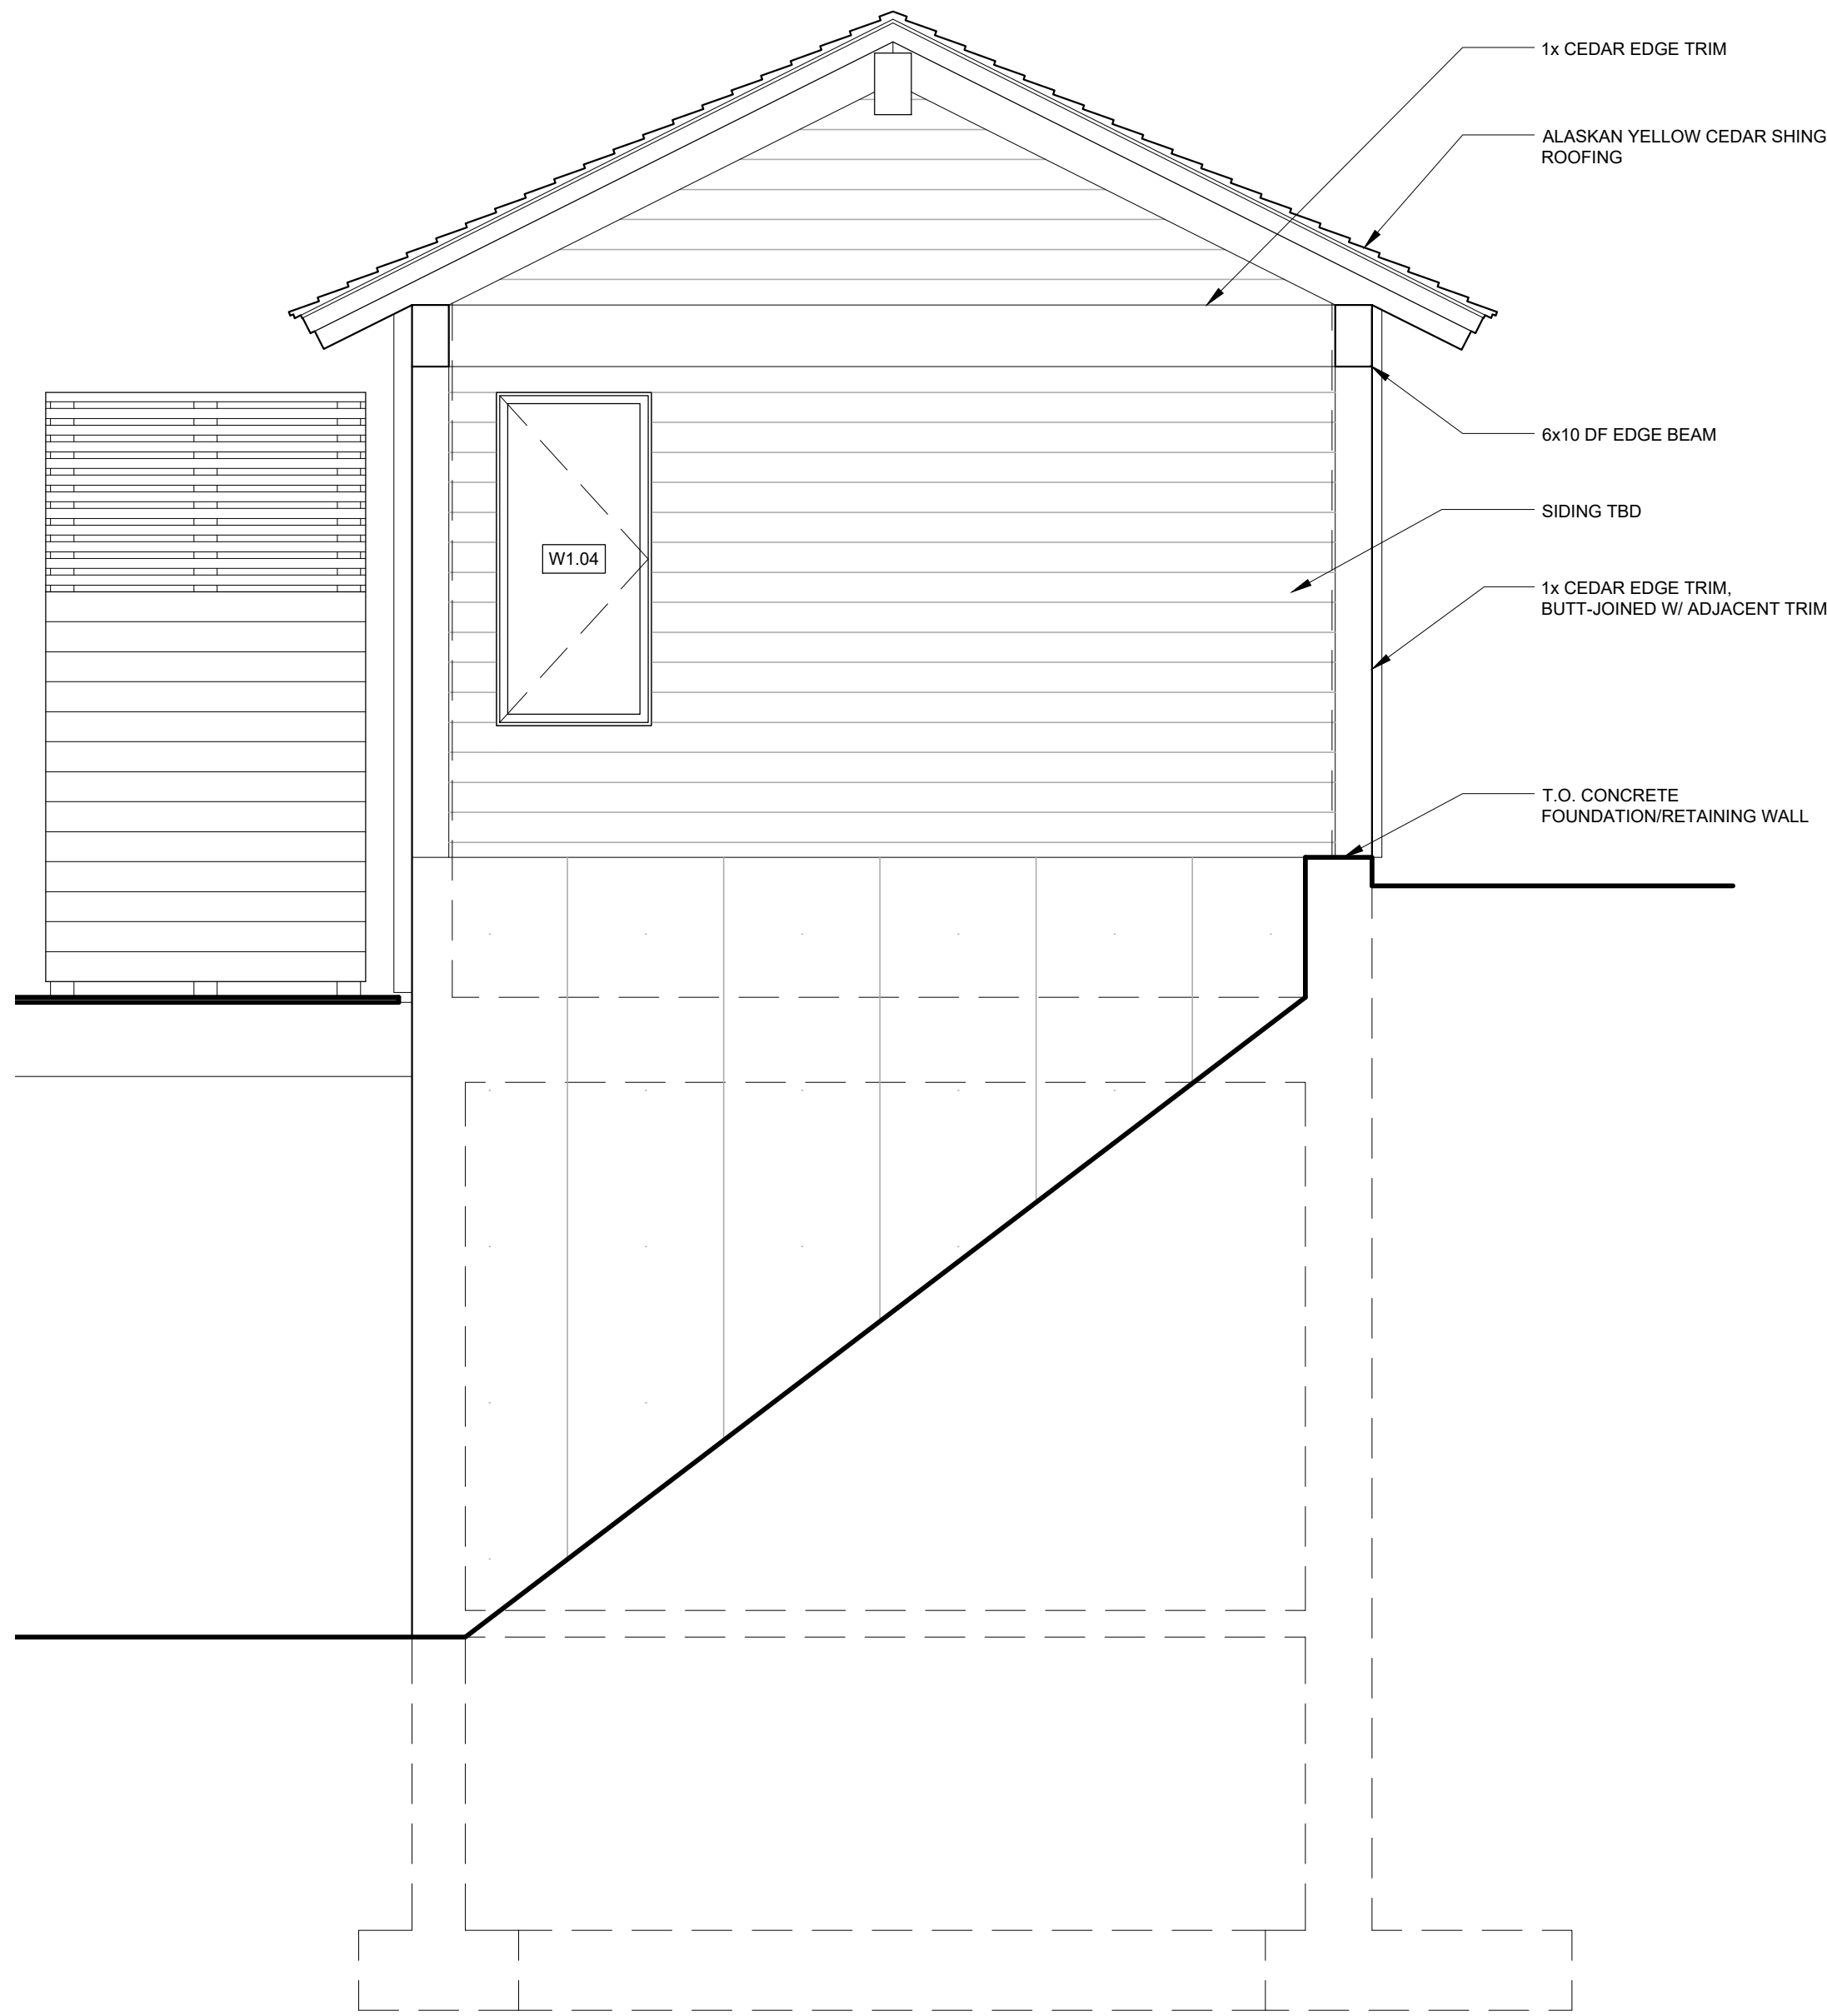 1x CEDAR EDGE TRIM
ALASKAN YELLOW CEDAR SHING
ROOFING
6x10 DF EDGE BEAM
SIDING TBD
W1.04
1x CEDAR EDGE TRIM,
BUTT-JOINED W/ ADJACENT TRIM
T.O. CONCRETE
FOUNDATION/RETAINING WALL